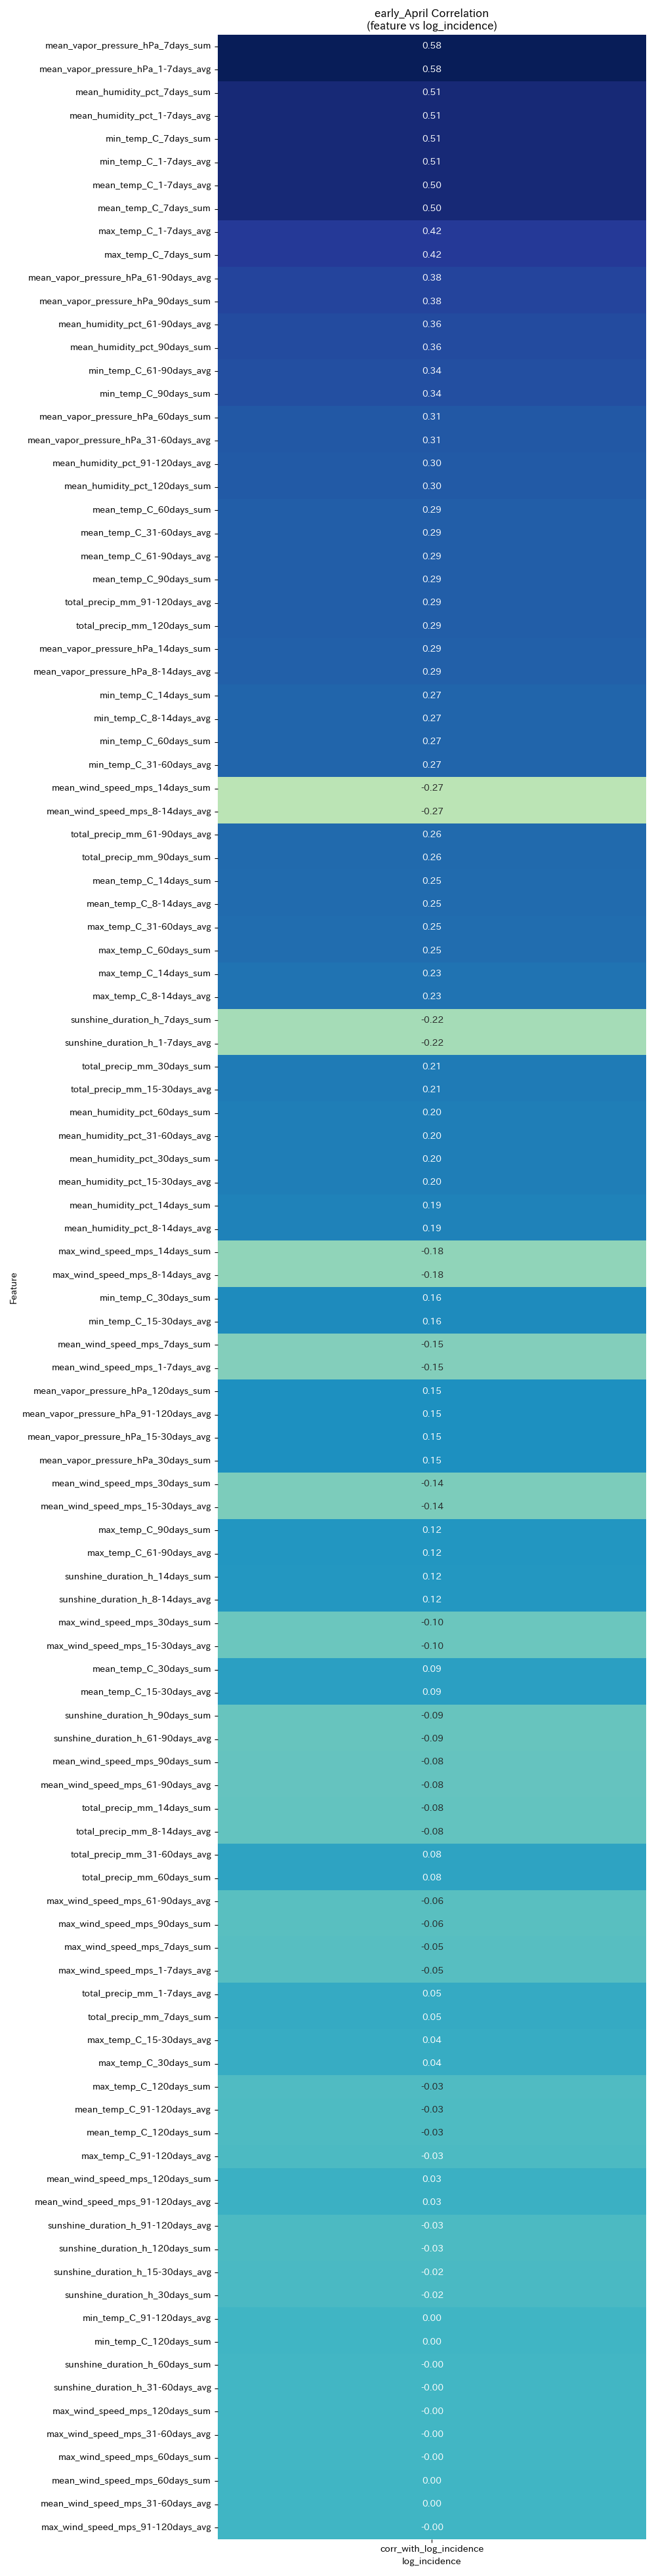 early_April Correlation
(feature vs log_incidence)
Feature
mean_vapor_pressure_hPa_7days_sum 0.58
mean_vapor_pressure_hPa_1-7days_avg 0.58
mean_humidity_pct_7days_sum 0.51
mean_humidity_pct_1-7days_avg 0.51
min_temp_C_7days_sum 0.51
min_temp_C_1-7days_avg 0.51
mean_temp_C_1-7days_avg 0.50
mean_temp_C_7days_sum 0.50
max_temp_C_1-7days_avg 0.42
max_temp_C_7days_sum 0.42
mean_vapor_pressure_hPa_61-90days_avg 0.38
mean_vapor_pressure_hPa_90days_sum 0.38
mean_humidity_pct_61-90days_avg 0.36
mean_humidity_pct_90days_sum 0.36
min_temp_C_61-90days_avg 0.34
min_temp_C_90days_sum 0.34
mean_vapor_pressure_hPa_60days_sum 0.31
mean_vapor_pressure_hPa_31-60days_avg 0.31
mean_humidity_pct_91-120days_avg 0.30
mean_humidity_pct_120days_sum 0.30
mean_temp_C_60days_sum 0.29
mean_temp_C_31-60days_avg 0.29
mean_temp_C_61-90days_avg 0.29
mean_temp_C_90days_sum 0.29
total_precip_mm_91-120days_avg 0.29
total_precip_mm_120days_sum 0.29
mean_vapor_pressure_hPa_14days_sum 0.29
mean_vapor_pressure_hPa_8-14days_avg 0.29
min_temp_C_14days_sum 0.27
min_temp_C_8-14days_avg 0.27
min_temp_C_60days_sum 0.27
min_temp_C_31-60days_avg 0.27
mean_wind_speed_mps_14days_sum -0.27
mean_wind_speed_mps_8-14days_avg -0.27
total_precip_mm_61-90days_avg 0.26
total_precip_mm_90days_sum 0.26
mean_temp_C_14days_sum 0.25
mean_temp_C_8-14days_avg 0.25
max_temp_C_31-60days_avg 0.25
max_temp_C_60days_sum 0.25
max_temp_C_14days_sum 0.23
max_temp_C_8-14days_avg 0.23
sunshine_duration_h_7days_sum -0.22
sunshine_duration_h_1-7days_avg -0.22
total_precip_mm_30days_sum 0.21
total_precip_mm_15-30days_avg 0.21
mean_humidity_pct_60days_sum 0.20
mean_humidity_pct_31-60days_avg 0.20
mean_humidity_pct_30days_sum 0.20
mean_humidity_pct_15-30days_avg 0.20
mean_humidity_pct_14days_sum 0.19
mean_humidity_pct_8-14days_avg 0.19
max_wind_speed_mps_14days_sum -0.18
max_wind_speed_mps_8-14days_avg -0.18
min_temp_C_30days_sum 0.16
min_temp_C_15-30days_avg 0.16
mean_wind_speed_mps_7days_sum -0.15
mean_wind_speed_mps_1-7days_avg -0.15
mean_vapor_pressure_hPa_120days_sum 0.15
mean_vapor_pressure_hPa_91-120days_avg 0.15
mean_vapor_pressure_hPa_15-30days_avg 0.15
mean_vapor_pressure_hPa_30days_sum 0.15
mean_wind_speed_mps_30days_sum -0.14
mean_wind_speed_mps_15-30days_avg -0.14
max_temp_C_90days_sum 0.12
max_temp_C_61-90days_avg 0.12
sunshine_duration_h_14days_sum 0.12
sunshine_duration_h_8-14days_avg 0.12
max_wind_speed_mps_30days_sum -0.10
max_wind_speed_mps_15-30days_avg -0.10
mean_temp_C_30days_sum 0.09
mean_temp_C_15-30days_avg 0.09
sunshine_duration_h_90days_sum -0.09
sunshine_duration_h_61-90days_avg -0.09
mean_wind_speed_mps_90days_sum -0.08
mean_wind_speed_mps_61-90days_avg -0.08
total_precip_mm_14days_sum -0.08
total_precip_mm_8-14days_avg -0.08
total_precip_mm_31-60days_avg 0.08
total_precip_mm_60days_sum 0.08
max_wind_speed_mps_61-90days_avg -0.06
max_wind_speed_mps_90days_sum -0.06
max_wind_speed_mps_7days_sum -0.05
max_wind_speed_mps_1-7days_avg -0.05
total_precip_mm_1-7days_avg 0.05
total_precip_mm_7days_sum 0.05
max_temp_C_15-30days_avg 0.04
max_temp_C_30days_sum 0.04
max_temp_C_120days_sum -0.03
mean_temp_C_91-120days_avg -0.03
mean_temp_C_120days_sum -0.03
max_temp_C_91-120days_avg -0.03
mean_wind_speed_mps_120days_sum 0.03
mean_wind_speed_mps_91-120days_avg 0.03
sunshine_duration_h_91-120days_avg -0.03
sunshine_duration_h_120days_sum -0.03
sunshine_duration_h_15-30days_avg -0.02
sunshine_duration_h_30days_sum -0.02
min_temp_C_91-120days_avg 0.00
min_temp_C_120days_sum 0.00
sunshine_duration_h_60days_sum -0.00
sunshine_duration_h_31-60days_avg -0.00
max_wind_speed_mps_120days_sum -0.00
max_wind_speed_mps_31-60days_avg -0.00
max_wind_speed_mps_60days_sum -0.00
mean_wind_speed_mps_60days_sum 0.00
mean_wind_speed_mps_31-60days_avg 0.00
max_wind_speed_mps_91-120days_avg -0.00
corr_with_log_incidence
log_incidence